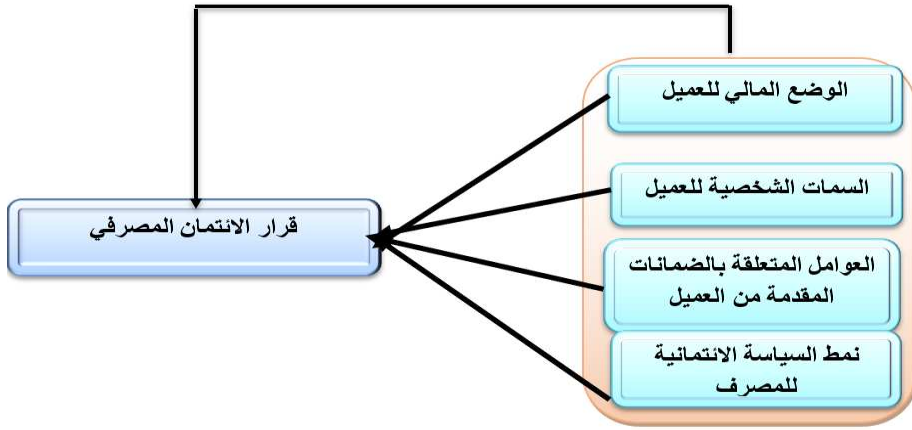 الوضع المالي للعميل
السمات الشخصية للعميل
قرار الائتمان المصرفي
العوامل المتعلقة بالضمانات
المقدمة من العميل
نمط السياسة الائتمانية
للمصرف